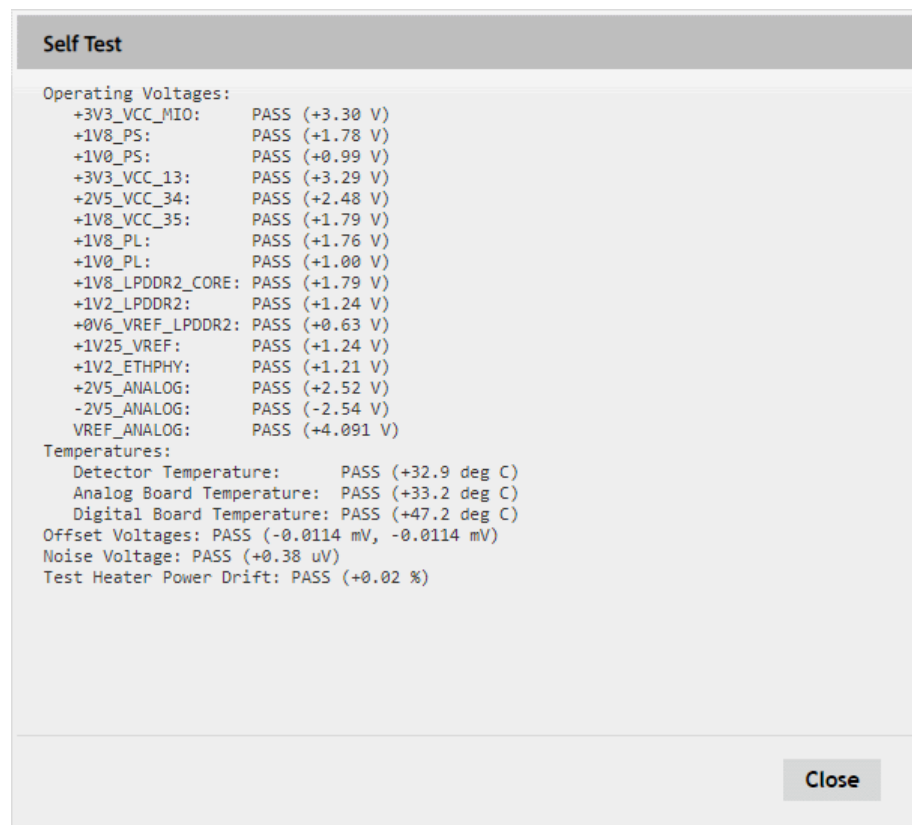 Self Test
Operating Voltages:
+3V3_VCC_MIO: PASS (+3.30 V)
+1V8_PS: PASS (+1.78 V)
+1V0_PS: PASS (+0.99 V)
+3V3_VCC_13: PASS (+3.29 V)
+2V5_VCC_34: PASS (+2.48 V)
+1V8_VCC_35: PASS (+1.79 V)
+1V8_PL: PASS (+1.76 V)
+1V0_PL: PASS (+1.00 V)
+1V8_LPDDR2_CORE: PASS (+1.79 V)
+1V2_LPDDR2: PASS (+1.24 V)
+0V6_VREF_LPDDR2: PASS (+0.63 V)
+1V25_VREF: PASS (+1.24 V)
+1V2_ETHPHY: PASS (+1.21 V)
+2V5_ANALOG: PASS (+2.52 V)
-2V5_ANALOG: PASS (-2.54 V)
VREF_ANALOG: PASS (+4.091 V)
Temperatures:
Detector Temperature: PASS (+32.9 deg C)
Analog Board Temperature: PASS (+33.2 deg C)
Digital Board Temperature: PASS (+47.2 deg C)
Offset Voltages: PASS (-0.0114 mV, -0.0114 mV)
Noise Voltage: PASS (+0.38 uV)
Test Heater Power Drift: PASS (+0.02 %)
Close